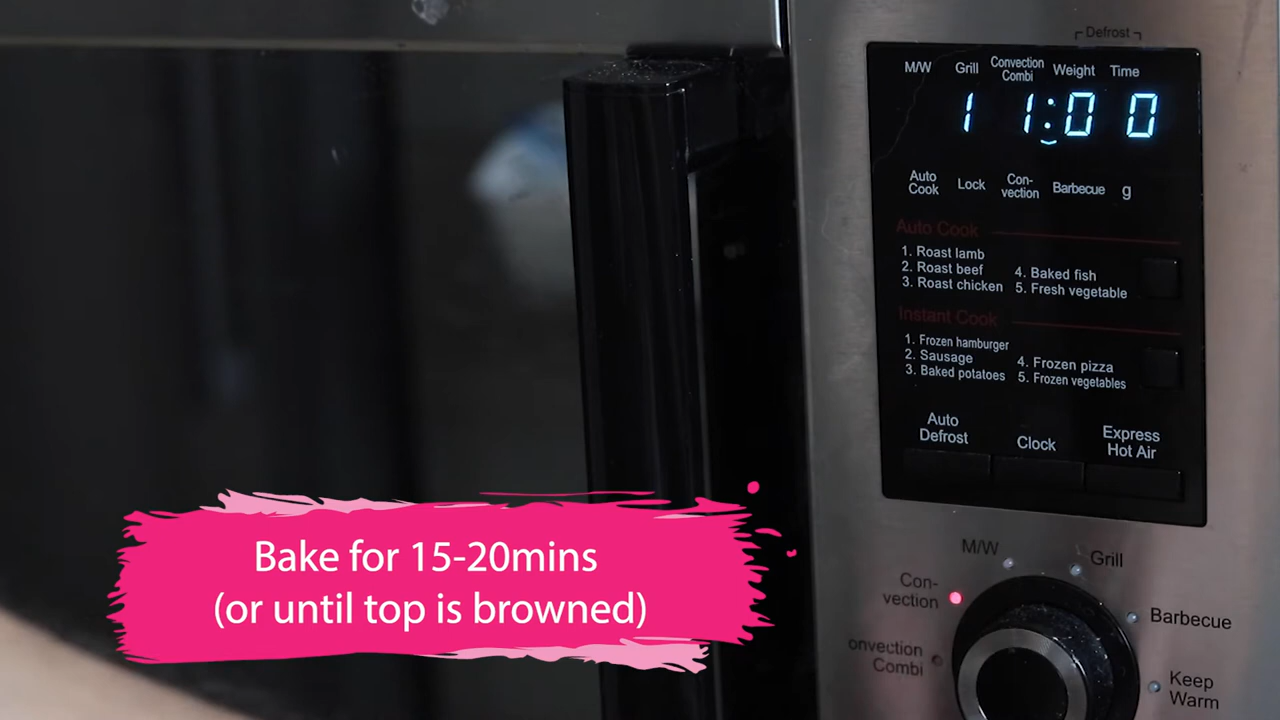 Defrost
M/W Grill Convection Combi Weight Time
1 1:0 0
Auto Cook Lock Con-vection Barbecue g
Auto Cook
1. Roast lamb
2. Roast beef
3. Roast chicken
4. Baked fish
5. Fresh vegetable
Instant Cook
1. Frozen hamburger
2. Sausage
3. Baked potatoes
4. Frozen pizza
5. Frozen vegetables
Auto Defrost
Clock
Express Hot Air
M/W
Grill
Con-
vection
Barbecue
onvection
Combi
Keep
Warm
Bake for 15-20mins
(or until top is browned)